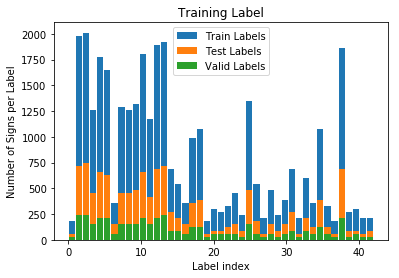 Training Label
Number of Signs per Label
2000
1750
1500
1250
1000
750
500
250
0
Train Labels
Test Labels
Valid Labels
0 10 20 30 40
Label index